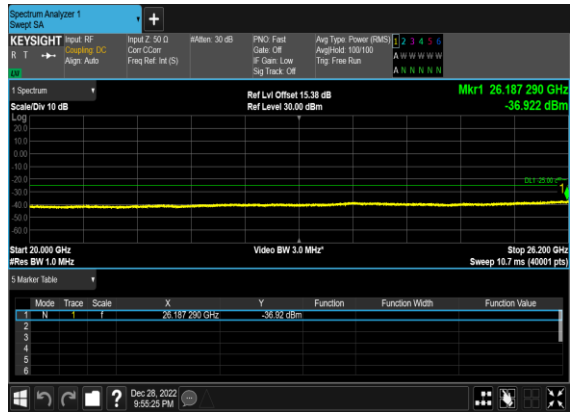 Spectrum Analyzer 1
Swept SA
+
KEYSIGHT Input: RF Input Z: 50 Ω #Atten: 30 dB PNO: Fast Avg Type: Power (RMS) 1 2 3 4 5 6
R T Coupling: DC Corr CCorr Gate: Off Avg|Hold: 100/100 A W W W W W
Align: Auto Freq Ref: Int (S) IF Gain: Low Trig: Free Run
Sig Track: Off A N N N N N
LXI
1 Spectrum Ref Lvl Offset 15.38 dB Mkr1 26.187 290 GHz
Scale/Div 10 dB Ref Level 30.00 dBm -36.922 dBm
Log
20.0
10.0
0.00
-10.0
-20.0 DL1 -25.00 dBm
-30.0 1
-40.0
-50.0
-60.0
Start 20.000 GHz Video BW 3.0 MHz* Stop 26.200 GHz
#Res BW 1.0 MHz Sweep 10.7 ms (40001 pts)
5 Marker Table
Mode Trace Scale X Y Function Function Width Function Value
1 N 1 f 26.187 290 GHz -36.92 dBm
2
3
4
5
6
? Dec 28, 2022
9:55:25 PM